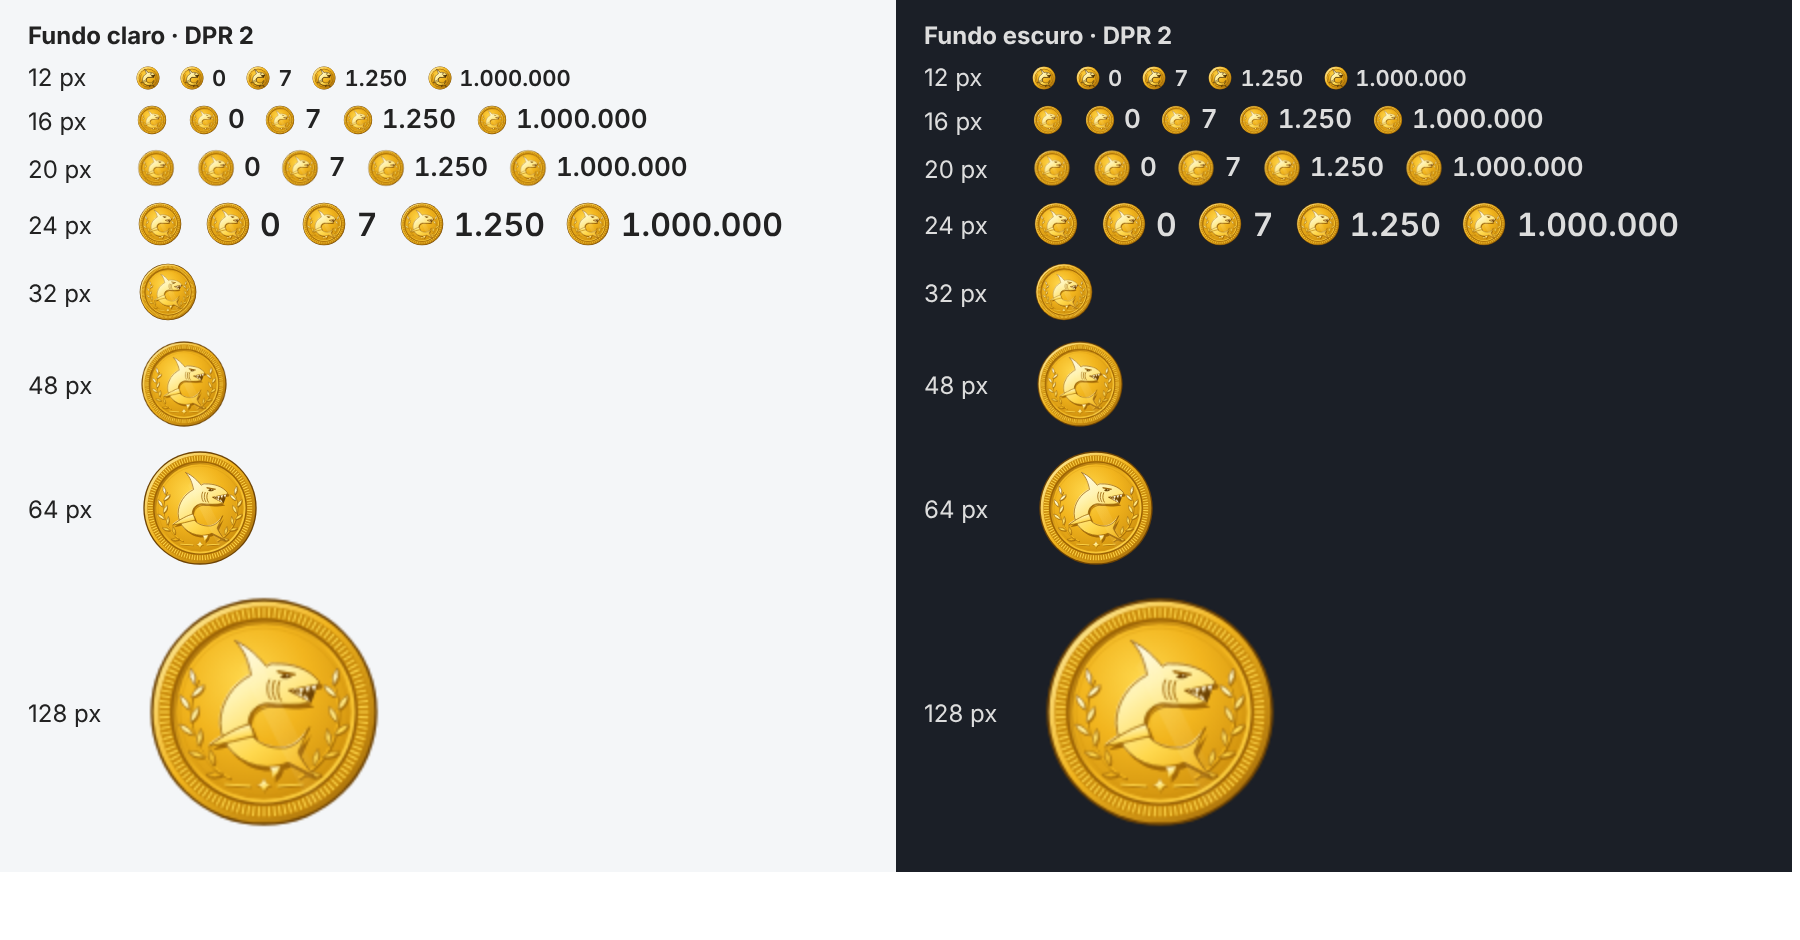 Fundo claro · DPR 2
12 px 0 7 1.250 1.000.000
16 px 0 7 1.250 1.000.000
20 px 0 7 1.250 1.000.000
24 px 0 7 1.250 1.000.000
32 px
48 px
64 px
128 px
Fundo escuro · DPR 2
12 px 0 7 1.250 1.000.000
16 px 0 7 1.250 1.000.000
20 px 0 7 1.250 1.000.000
24 px 0 7 1.250 1.000.000
32 px
48 px
64 px
128 px